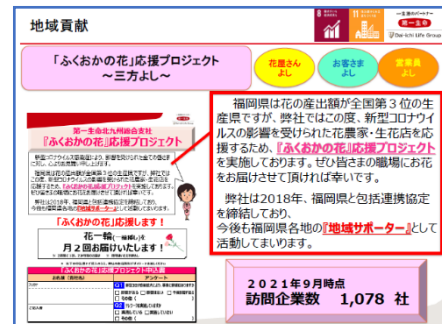 地域貢献
一生涯のパートナー
第一生命
Dai-ichi Life Group
「ふくおかの花」応援プロジェクト
～三方よし～
花屋さん
よし
お客さま
よし
営業員
よし
福岡県は花の産出額が全国第3位の生
産県ですが、弊社ではこの度、新型コロナウイ
ルスの影響を受けられた花農家・生花店を応
援するため、『ふくおかの花』応援プロジェクト
を実施しております。ぜひ皆さまの職場にお花
をお届けさせて頂ければ幸いです。
弊社は2018年、福岡県と包括連携協定
を締結しており、
今後も福岡県各地の『地域サポーター』として
活動してまいります。
第一生命北九州総合支社
『ふくおかの花』応援プロジェクト
「ふくおかの花」応援します！
花一輪(一種類のみ)を
月２回お届けいたします！
「ふくおかの花」応援プロジェクト申込書
アンケート
2021年9月時点
訪問企業数 1,078 社